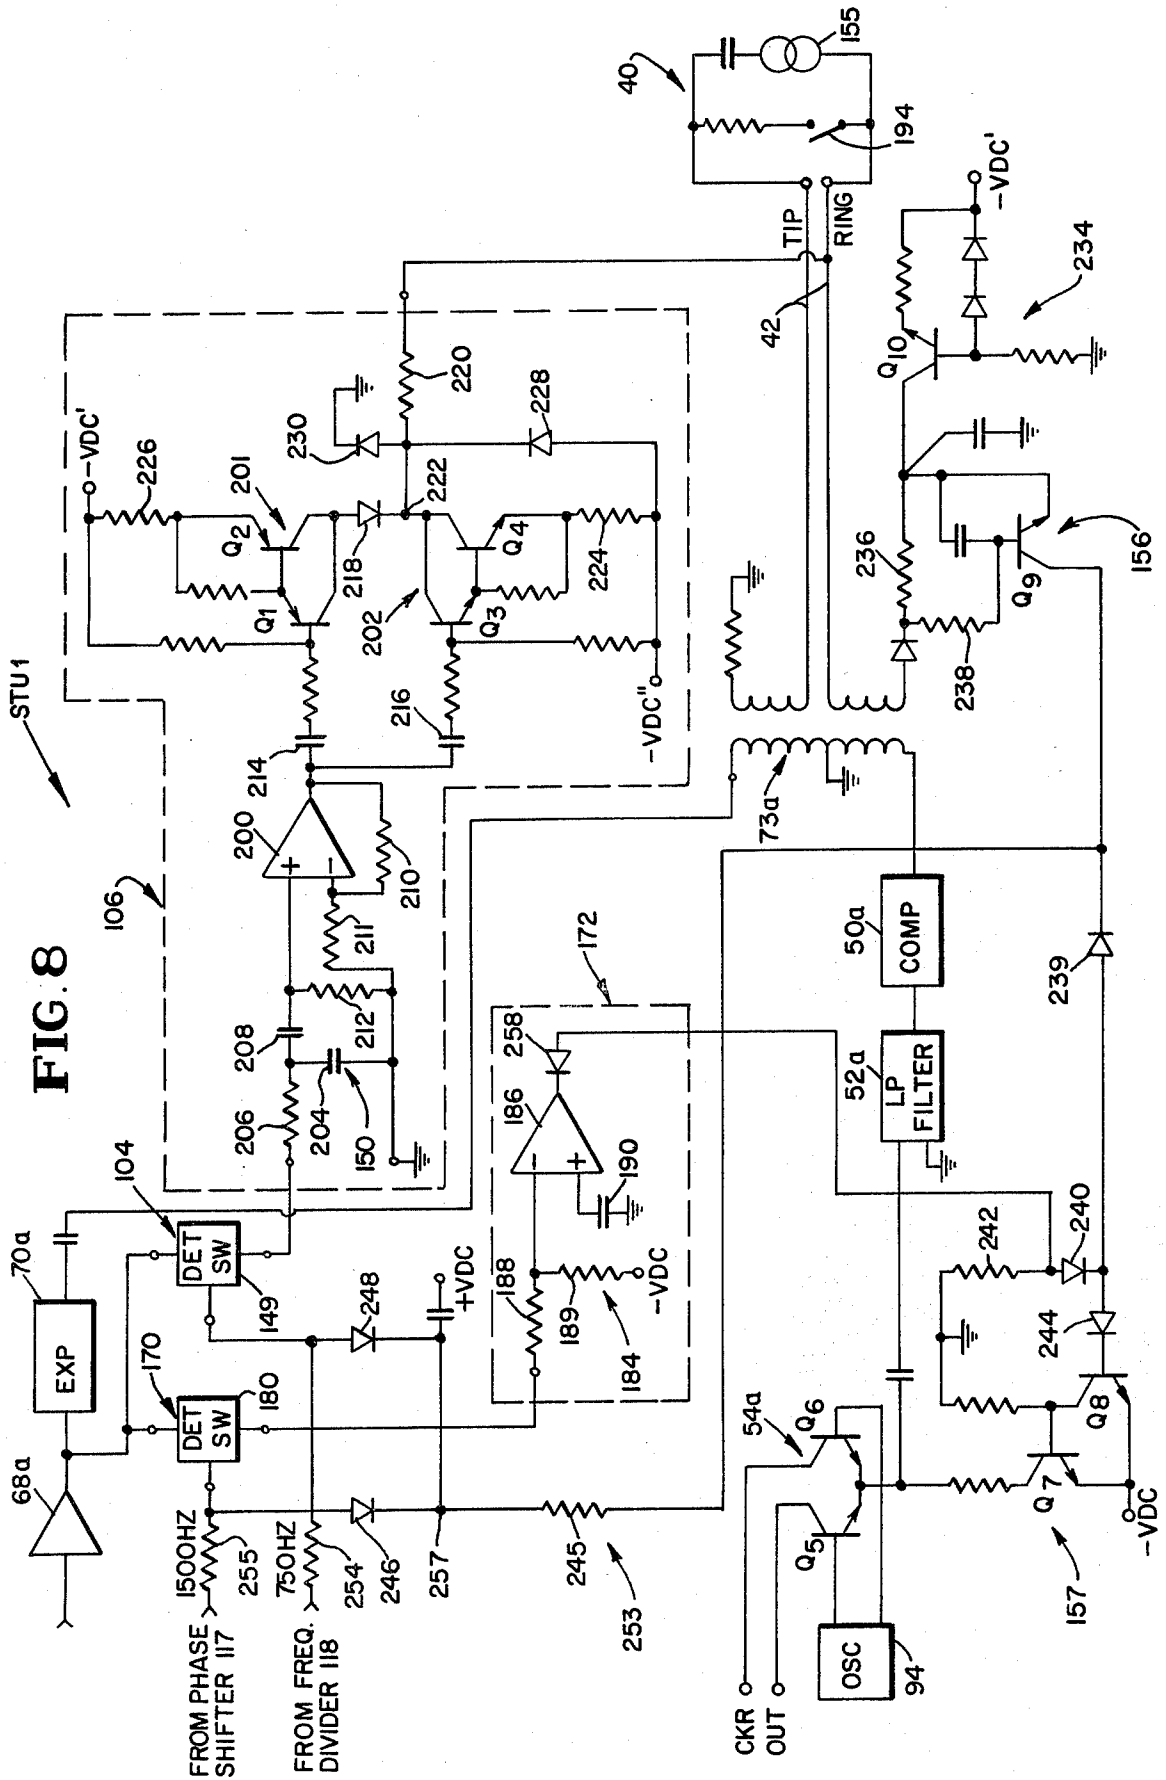 FIG. 8
STU1
106
68a
70a
EXP
104
DET
SW
149
170
DET
SW
180
FROM PHASE
SHIFTER 117
1500HZ
255
FROM FREQ.
DIVIDER 118
750HZ
254
246
248
257
+VDC
245
253
206
204
150
208
212
211
210
200
+
−
214
216
Q1
Q2
201
226
-VDC'
218
222
202
Q3
Q4
224
-VDC"
230
228
220
172
188
189
184
-VDC
186
−
+
190
258
40
155
194
TIP
RING
42
73a
50a
COMP
52a
LP
FILTER
Q10
-VDC'
234
236
238
Q9
156
239
240
242
244
Q8
Q7
157
-VDC
54a
Q6
Q5
OSC
94
CKR
OUT